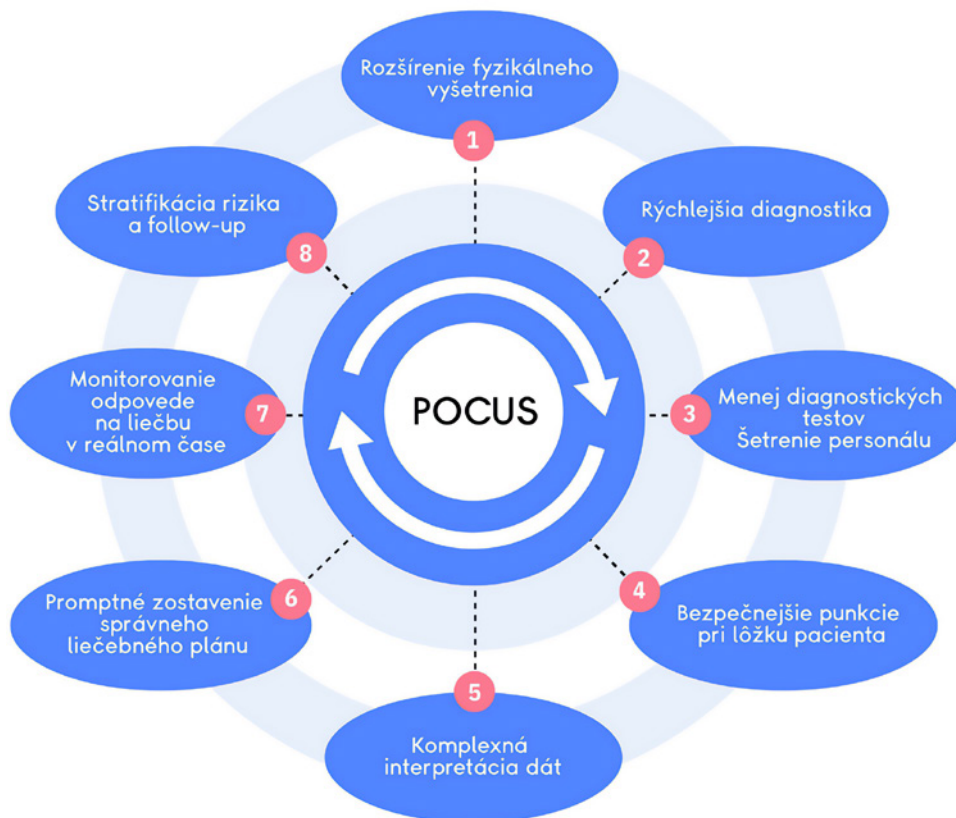 Rozšírenie fyzikálneho
vyšetrenia
1
Rýchlejšia diagnostika
2
Menej diagnostických
testov
Šetrenie personálu
3
Bezpečnejšie punkcie
pri lôžku pacienta
4
Komplexná
interpretácia dát
5
Promptné zostavenie
správneho
liečebného plánu
6
Monitorovanie
odpovede
na liečbu
v reálnom čase
7
Stratifikácia rizika
a follow-up
8
POCUS